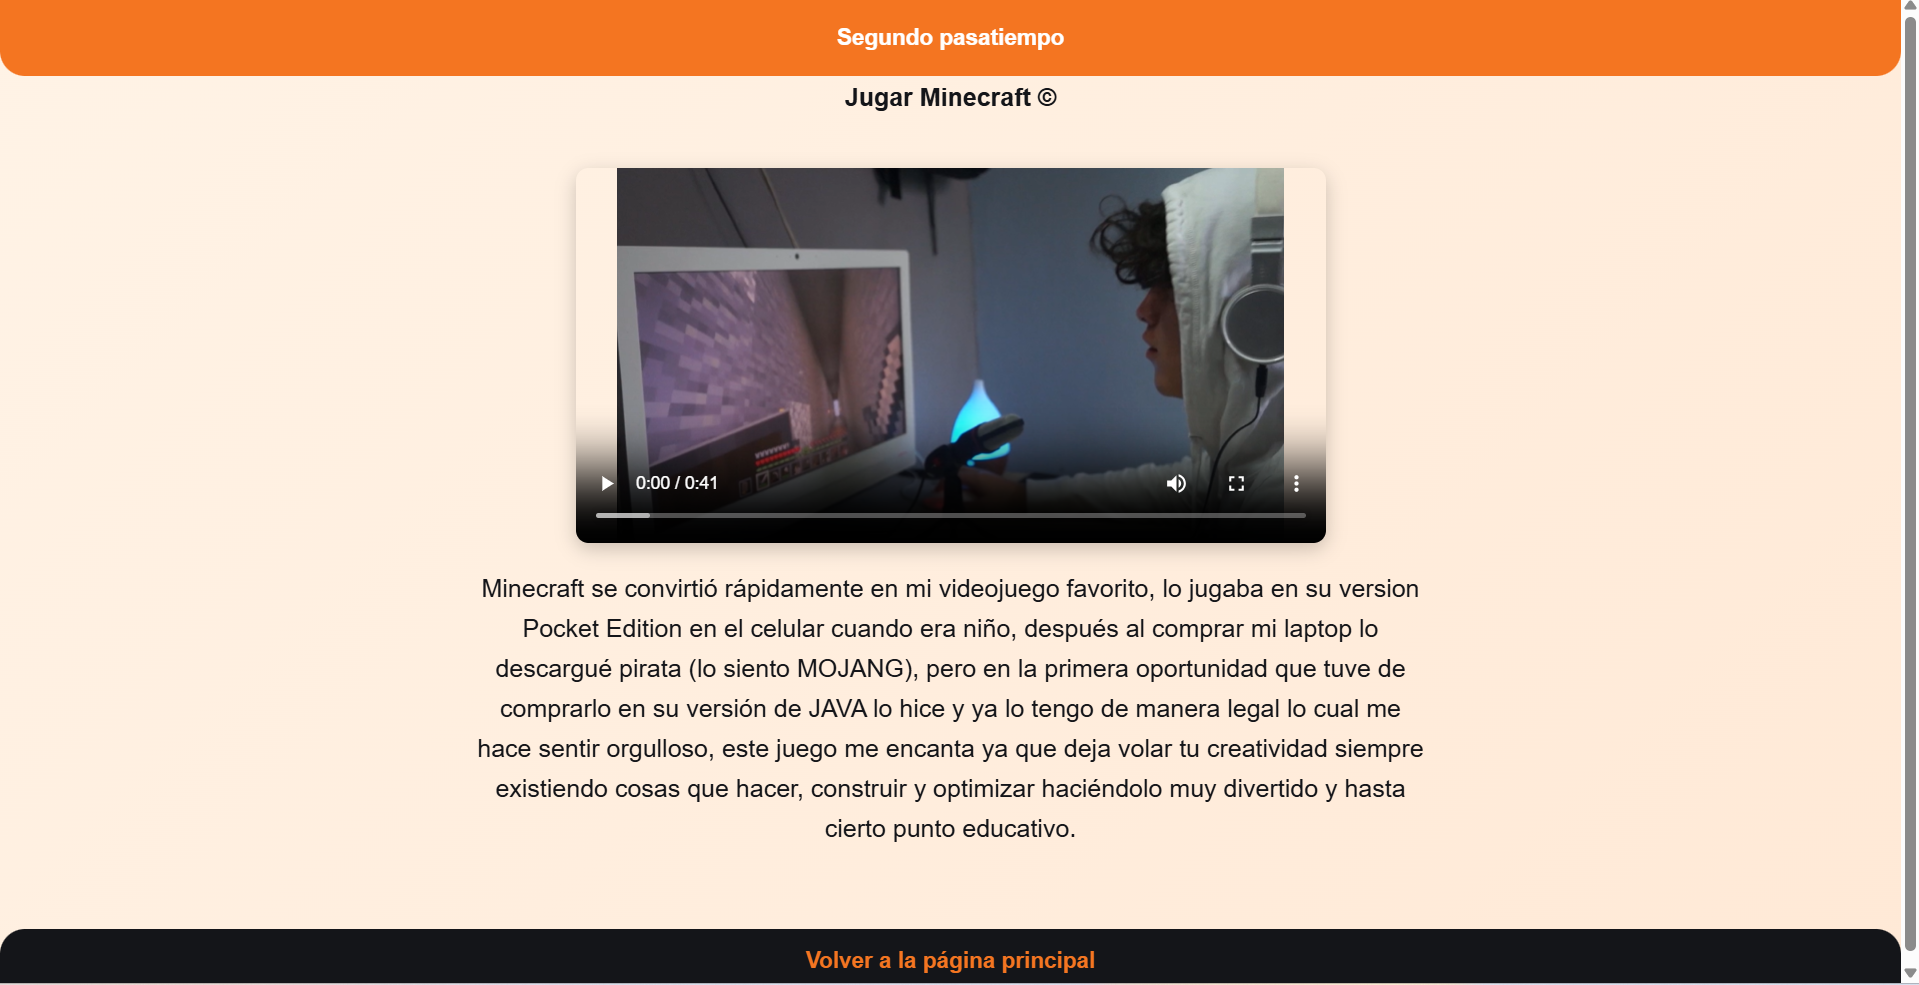 Segundo pasatiempo
Jugar Minecraft ©
0:00 / 0:41
Minecraft se convirtió rápidamente en mi videojuego favorito, lo jugaba en su version
Pocket Edition en el celular cuando era niño, después al comprar mi laptop lo
descargué pirata (lo siento MOJANG), pero en la primera oportunidad que tuve de
comprarlo en su versión de JAVA lo hice y ya lo tengo de manera legal lo cual me
hace sentir orgulloso, este juego me encanta ya que deja volar tu creatividad siempre
existiendo cosas que hacer, construir y optimizar haciéndolo muy divertido y hasta
cierto punto educativo.
Volver a la página principal